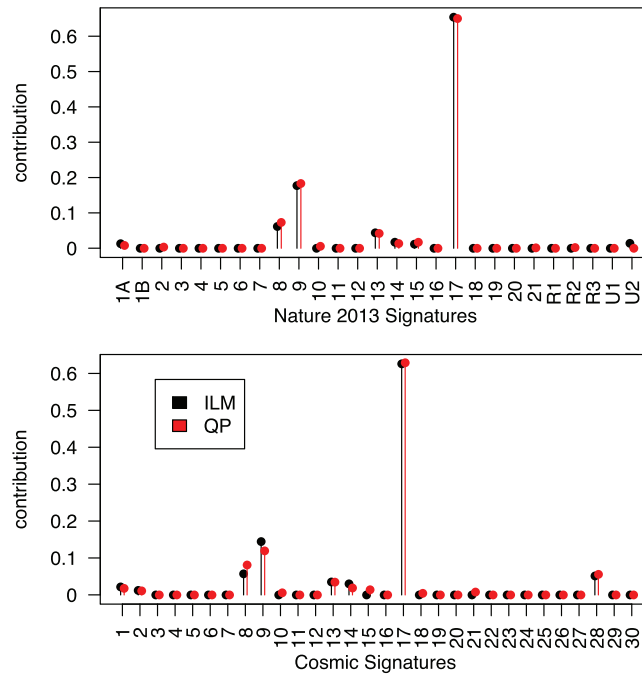 contribution
0.6
0.5
0.4
0.3
0.2
0.1
0
1A 1B 2 3 4 5 6 7 8 9 10 11 12 13 14 15 16 17 18 19 20 21 R1 R2 R3 U1 U2
Nature 2013 Signatures
contribution
0.6
0.5
0.4
0.3
0.2
0.1
0
ILM
QP
1 2 3 4 5 6 7 8 9 10 11 12 13 14 15 16 17 18 19 20 21 22 23 24 25 26 27 28 29 30
Cosmic Signatures